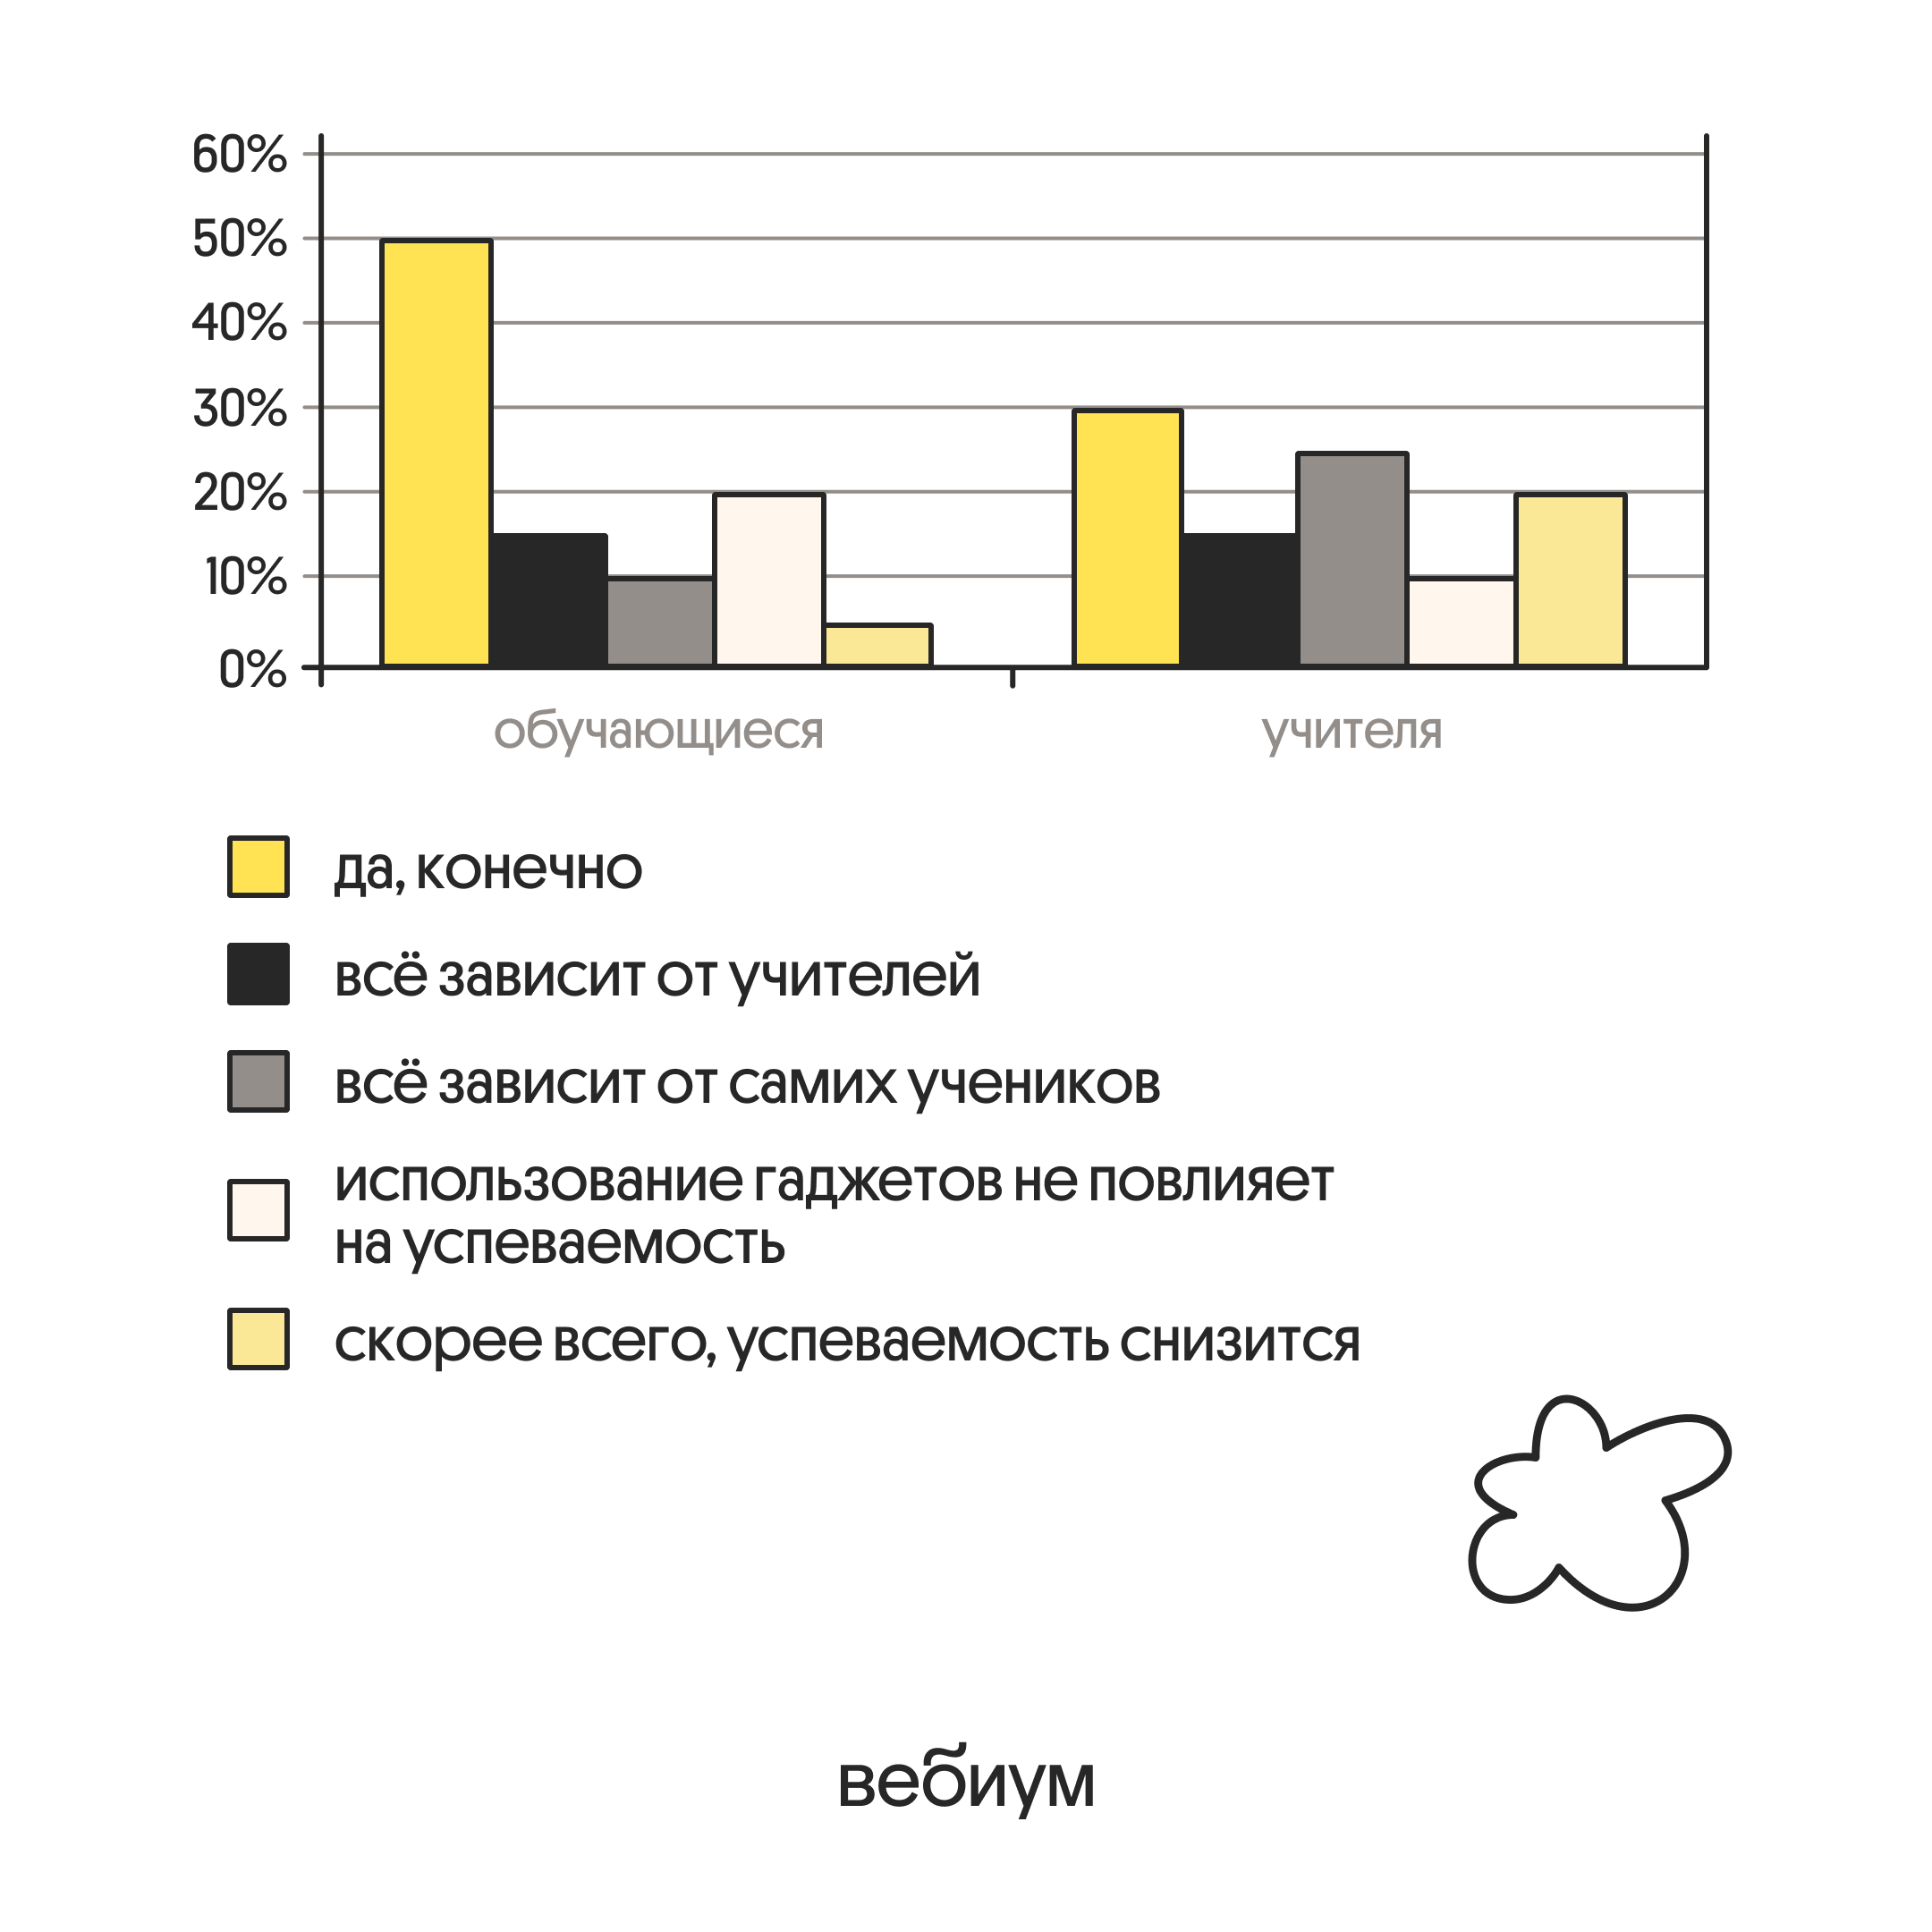 60%
50%
40%
30%
20%
10%
0%
обучающиеся
учителя
да, конечно
всё зависит от учителей
всё зависит от самих учеников
использование гаджетов не повлияет
на успеваемость
скорее всего, успеваемость снизится
вебиум